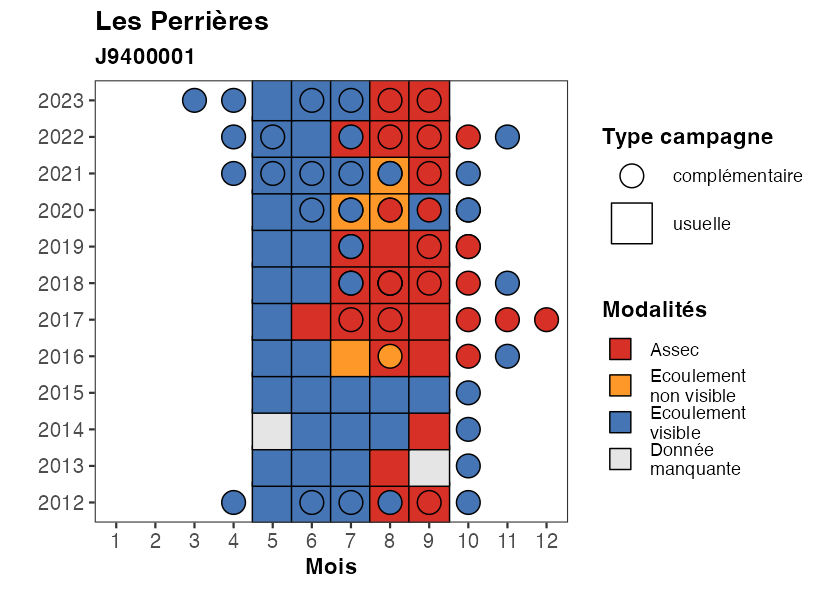 Les Perrières
J9400001
2023
2022
2021
2020
2019
2018
2017
2016
2015
2014
2013
2012
1 2 3 4 5 6 7 8 9 10 11 12
Mois
Type campagne
complémentaire
usuelle
Modalités
Assec
Ecoulement
non visible
Ecoulement
visible
Donnée
manquante